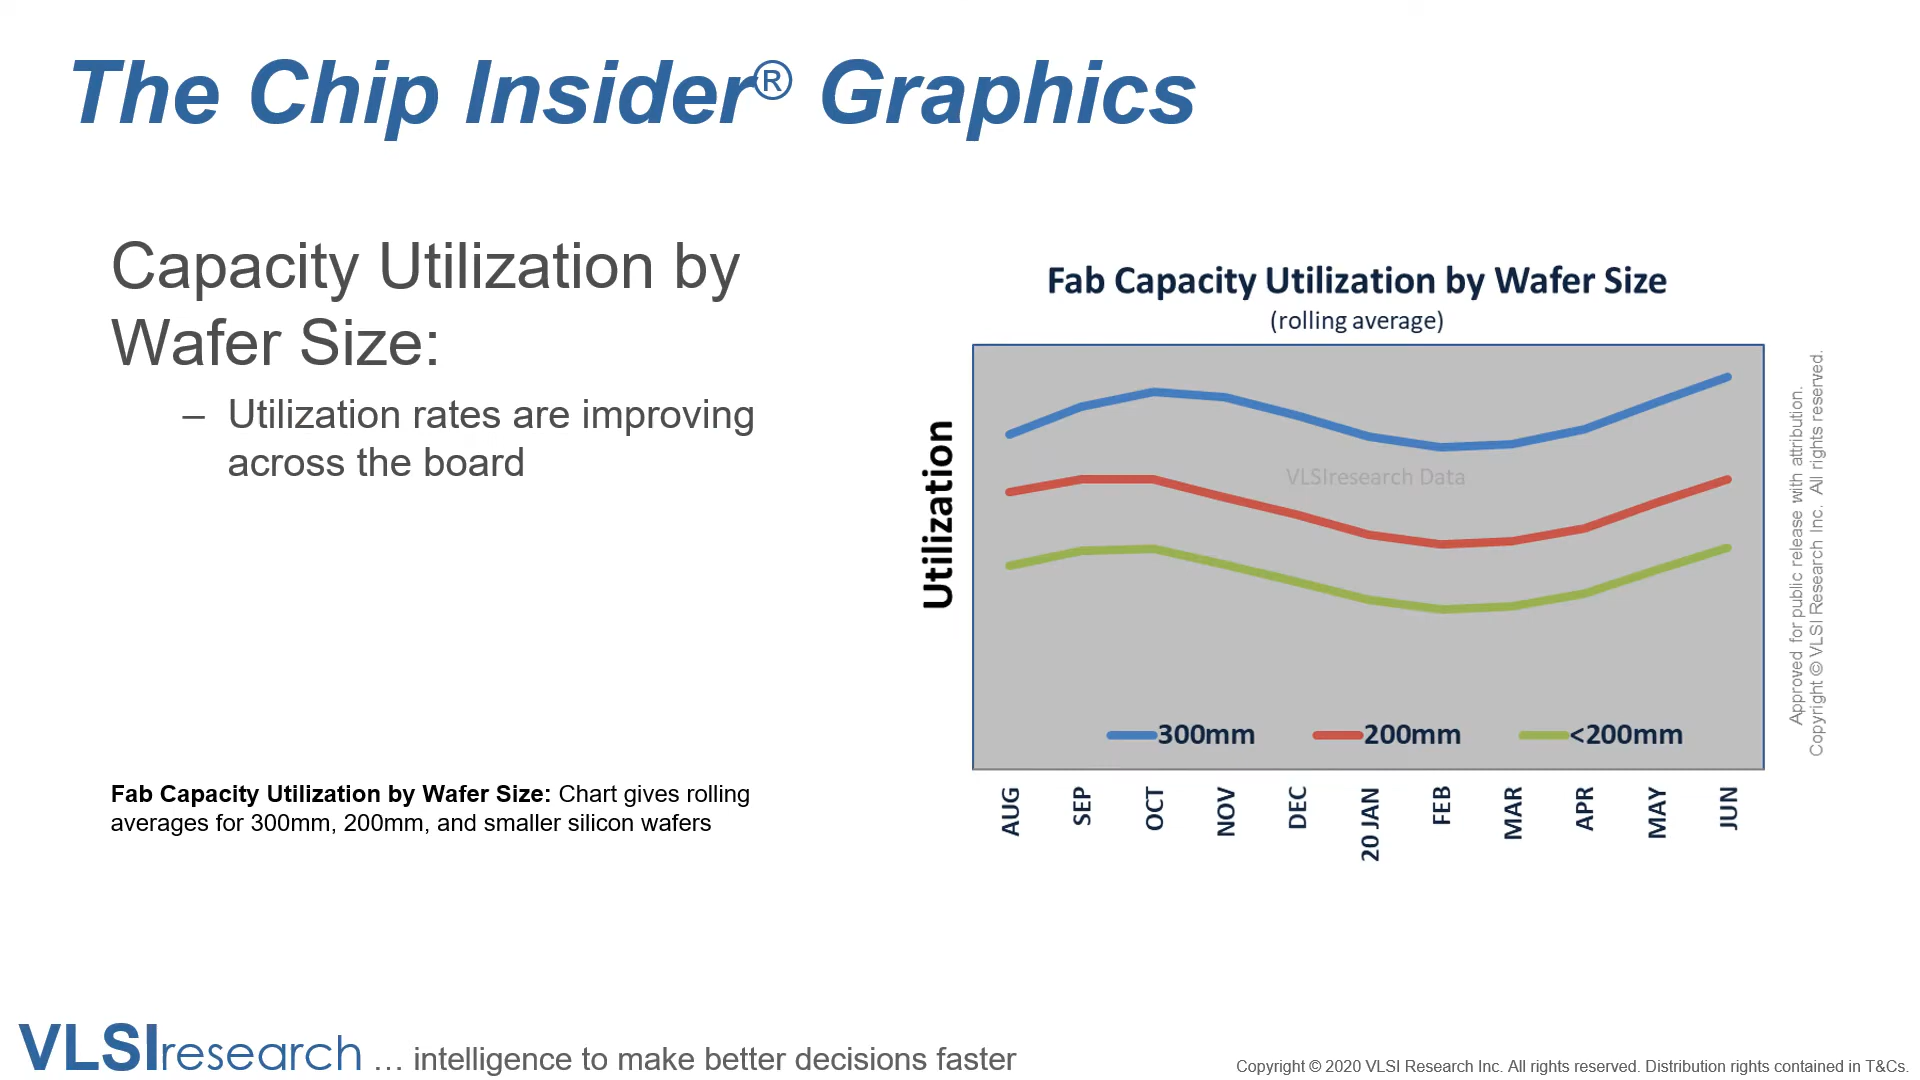 The Chip Insider® Graphics
Capacity Utilization by
Wafer Size:
– Utilization rates are improving
across the board
Fab Capacity Utilization by Wafer Size: Chart gives rolling
averages for 300mm, 200mm, and smaller silicon wafers
Fab Capacity Utilization by Wafer Size
(rolling average)
Utilization
VLSIresearch Data
300mm 200mm <200mm
AUG SEP OCT NOV DEC 20 JAN FEB MAR APR MAY JUN
Approved for public release with attribution.
Copyright © VLSI Research Inc. All rights reserved.
VLSIresearch ... intelligence to make better decisions faster
Copyright © 2020 VLSI Research Inc. All rights reserved. Distribution rights contained in T&Cs.